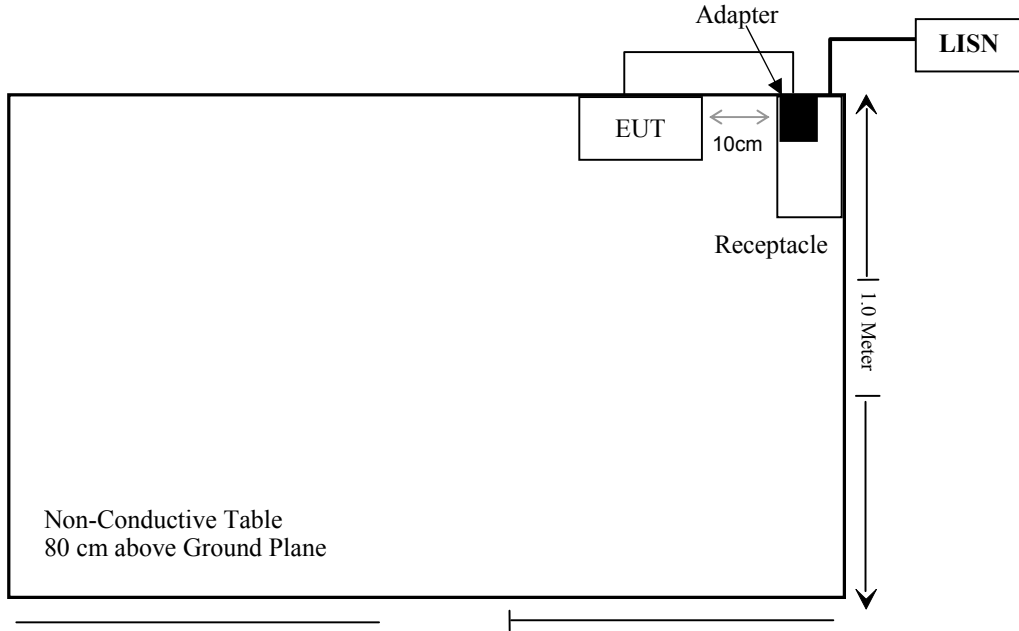 Adapter
LISN
EUT
10cm
Receptacle
1.0 Meter
Non-Conductive Table
80 cm above Ground Plane